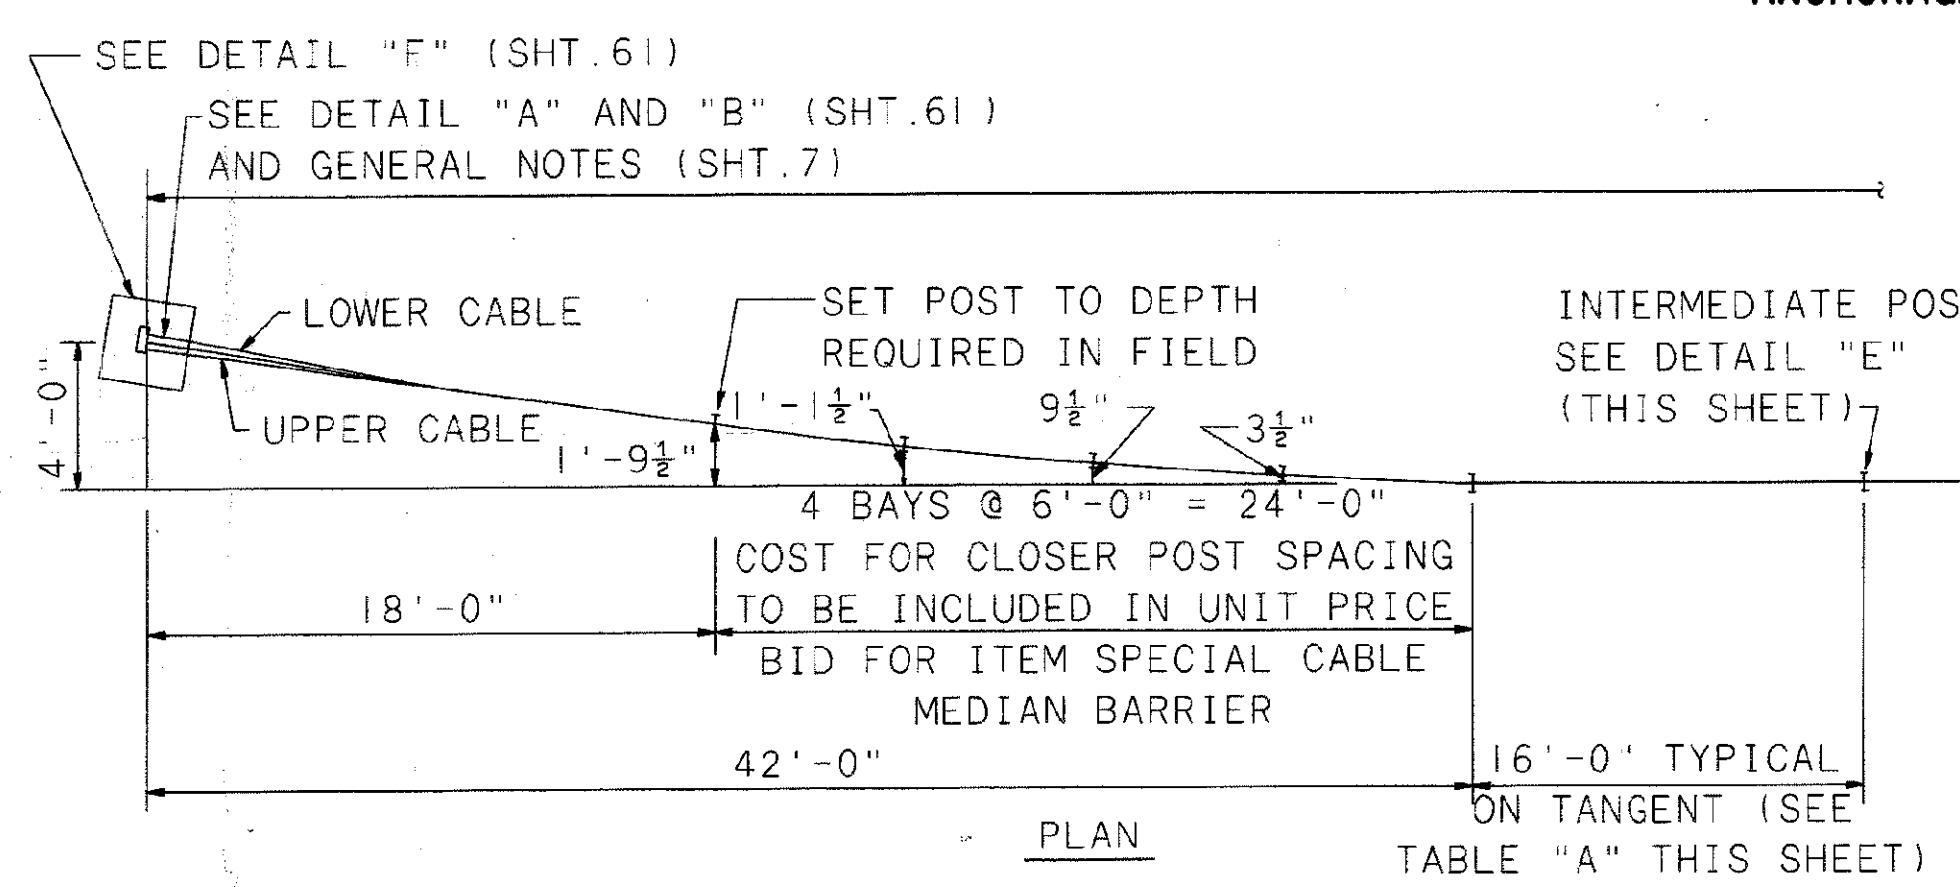 SEE DETAIL "F" (SHT.61)
SEE DETAIL "A" AND "B" (SHT.61)
AND GENERAL NOTES (SHT.7)
LOWER CABLE
UPPER CABLE
4'-0"
SET POST TO DEPTH
REQUIRED IN FIELD
1'-9½"
1'-1½"
9½"
3½"
INTERMEDIATE POS
SEE DETAIL "E"
(THIS SHEET)
4 BAYS @ 6'-0" = 24'-0"
COST FOR CLOSER POST SPACING
TO BE INCLUDED IN UNIT PRICE
BID FOR ITEM SPECIAL CABLE
MEDIAN BARRIER
18'-0"
42'-0"
16'-0" TYPICAL
ON TANGENT (SEE
TABLE "A" THIS SHEET)
PLAN